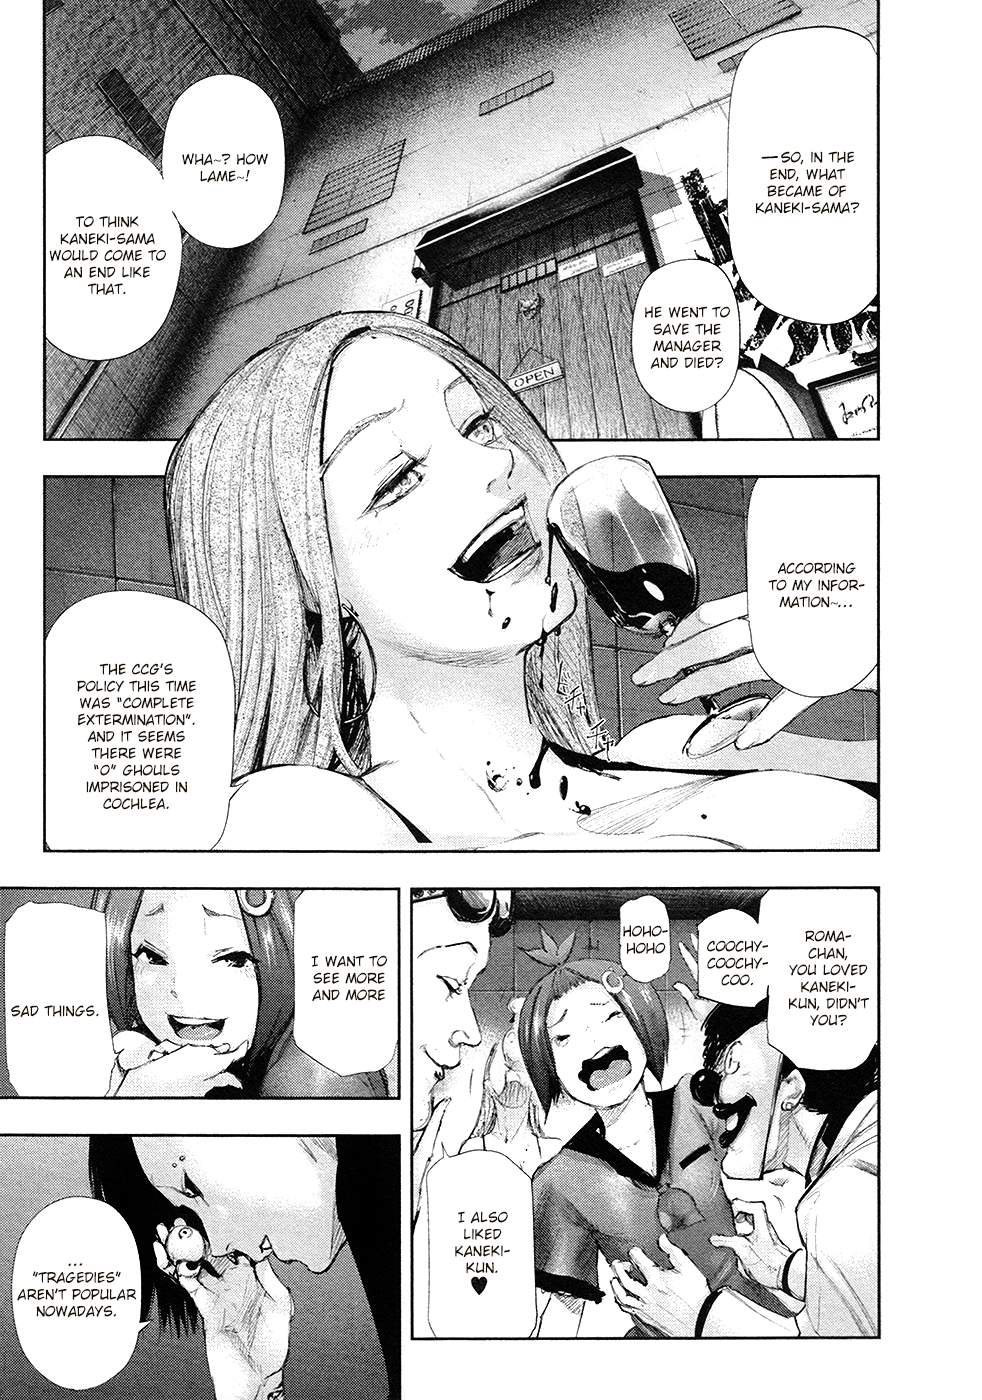 —SO, IN THE
END, WHAT
BECAME OF
KANEKI-SAMA?
HE WENT TO
SAVE THE
MANAGER
AND DIED?
WHA~? HOW
LAME~!
TO THINK
KANEKI-SAMA
WOULD COME TO
AN END LIKE
THAT.
OPEN
ACCORDING
TO MY INFOR-
MATION~...
THE CCG'S
POLICY THIS TIME
WAS "COMPLETE
EXTERMINATION".
AND IT SEEMS
THERE WERE
"0" GHOULS
IMPRISONED IN
COCHLEA.
ROMA-
CHAN,
YOU LOVED
KANEKI-
KUN, DIDN'T
YOU?
COOCHY-
COOCHY-
COO.
HOHO-
HOHO
I ALSO
LIKED
KANEKI-
KUN.
♥
I WANT TO
SEE MORE
AND MORE
SAD THINGS.
...
"TRAGEDIES"
AREN'T POPULAR
NOWADAYS.